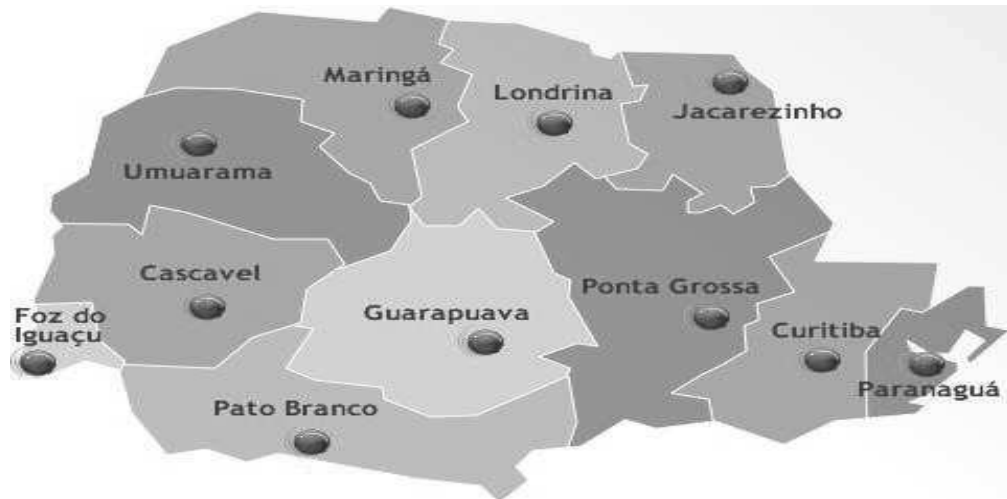 Maringá
Londrina
Jacarezinho
Umuarama
Cascavel
Foz do
Iguaçu
Guarapuava
Ponta Grossa
Curitiba
Paranaguá
Pato Branco